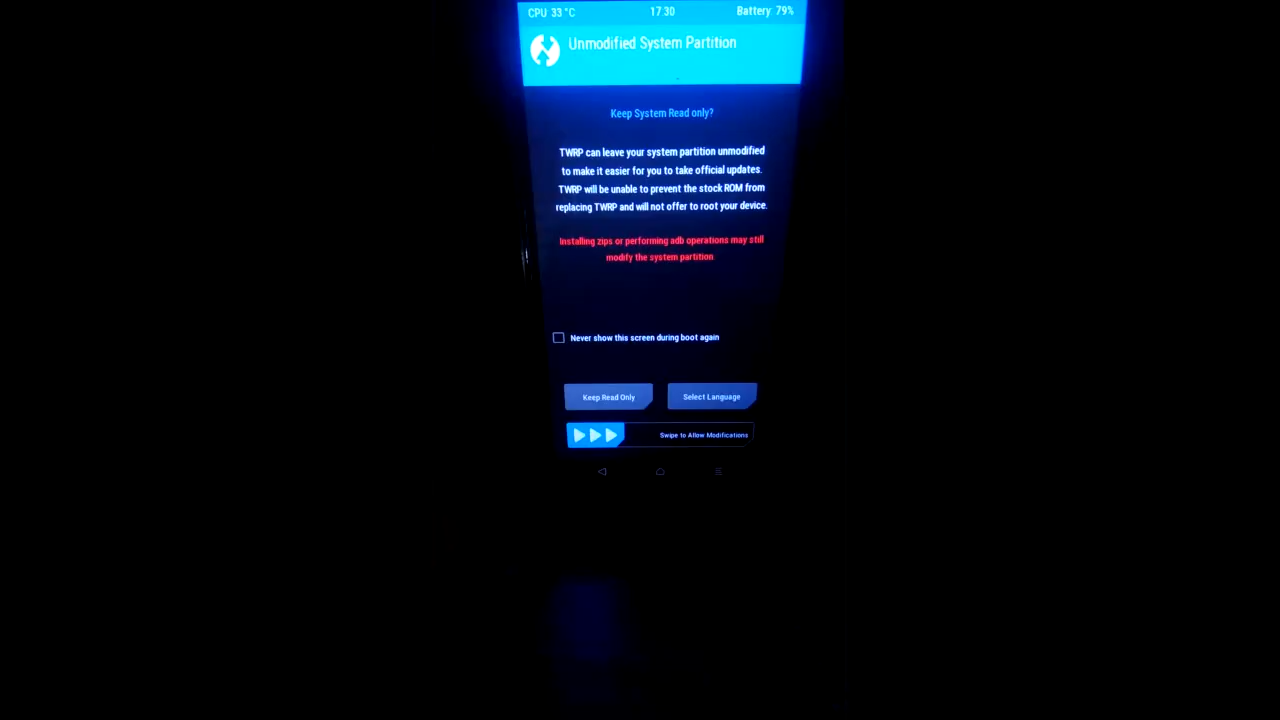 CPU: 33 °C 17:30 Battery: 79%
Unmodified System Partition
Keep System Read only?
TWRP can leave your system partition unmodified
to make it easier for you to take official updates.
TWRP will be unable to prevent the stock ROM from
replacing TWRP and will not offer to root your device.
Installing zips or performing adb operations may still
modify the system partition
Never show this screen during boot again
Keep Read Only Select Language
Swipe to Allow Modifications